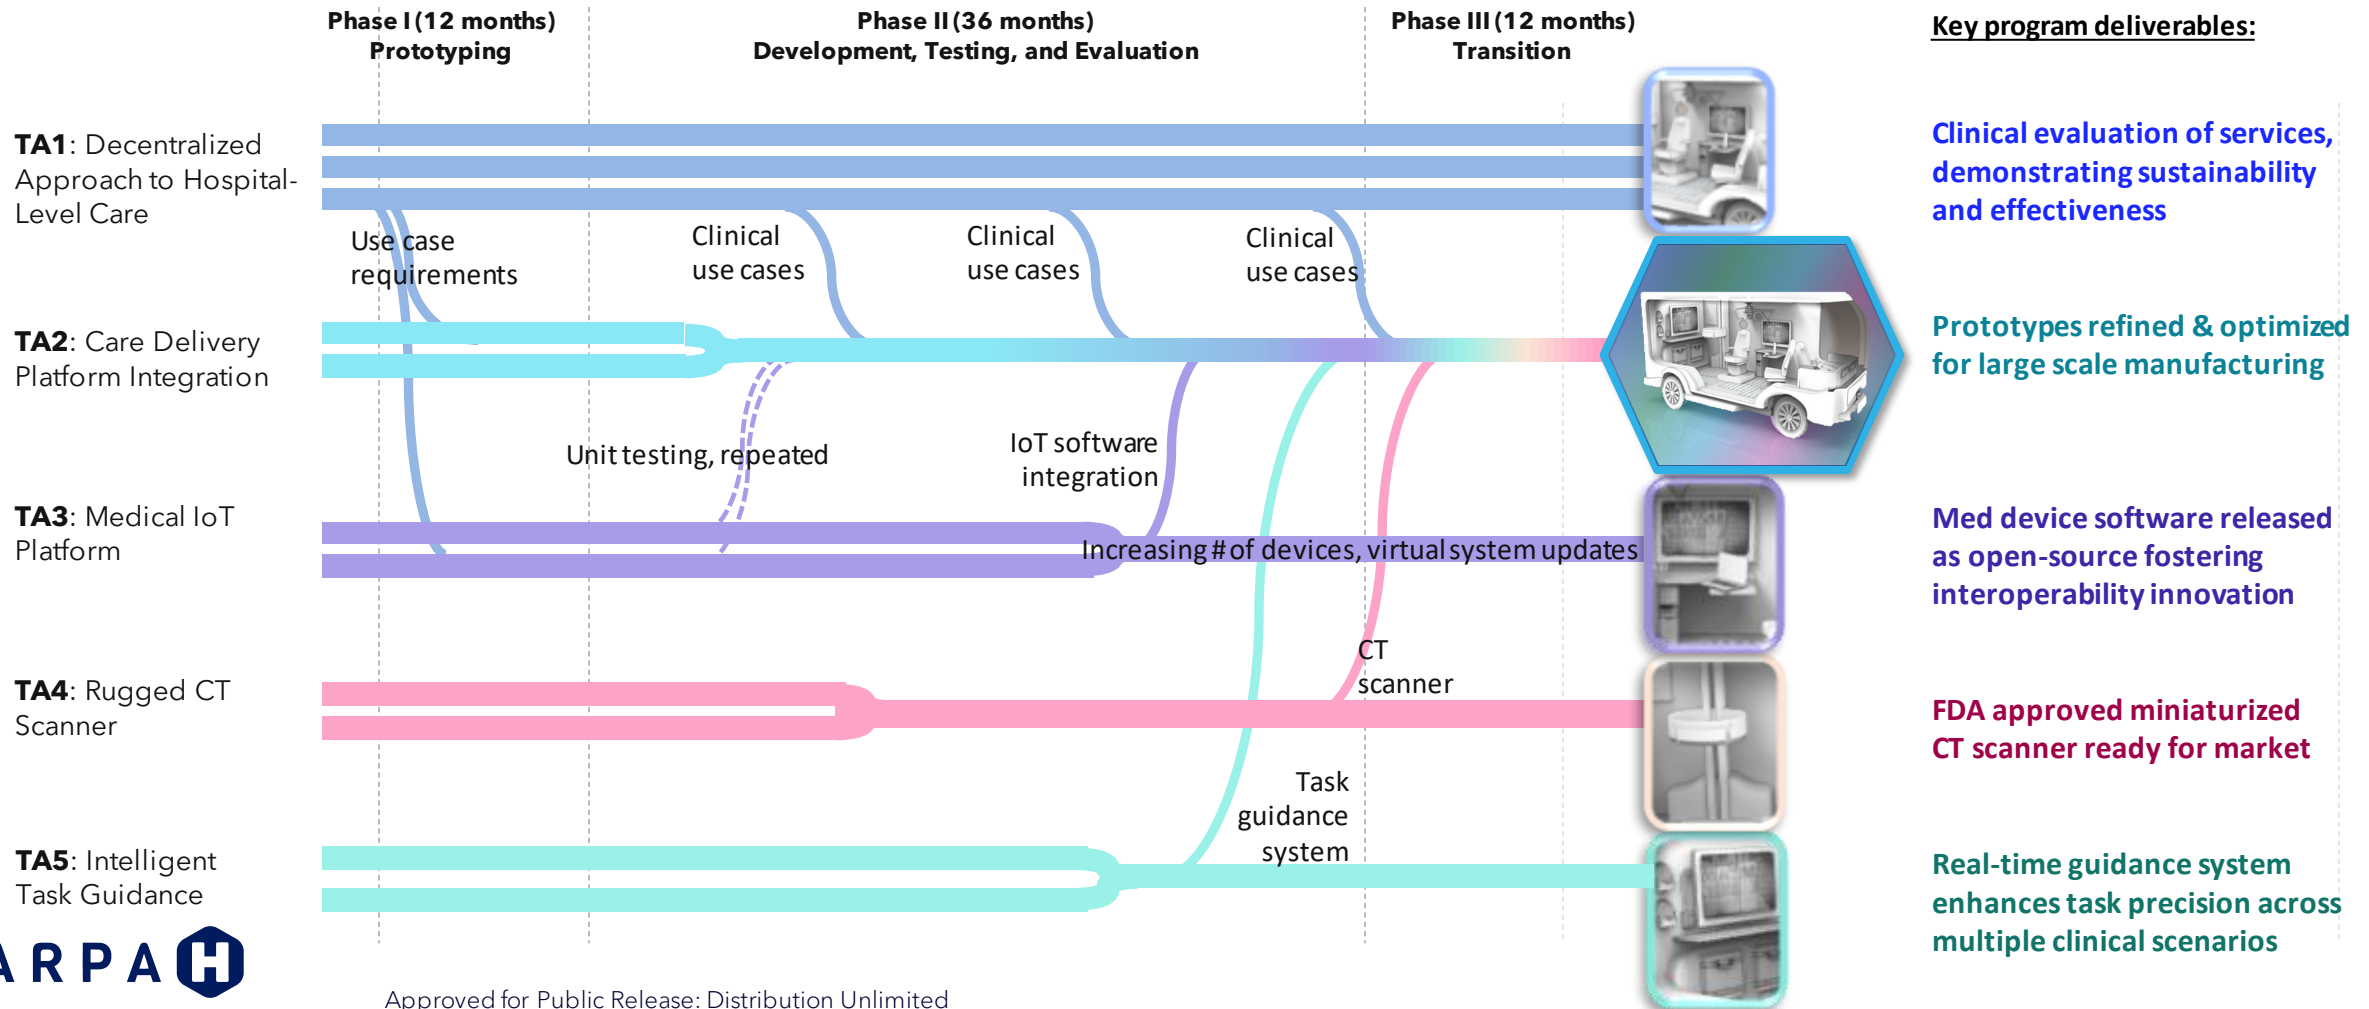 Phase I (12 months)
Prototyping
Phase II (36 months)
Development, Testing, and Evaluation
Phase III (12 months)
Transition
Key program deliverables:
TA1: Decentralized
Approach to Hospital-
Level Care
Use case
requirements
Clinical
use cases
Clinical
use cases
Clinical
use cases
Clinical evaluation of services,
demonstrating sustainability
and effectiveness
TA2: Care Delivery
Platform Integration
Prototypes refined & optimized
for large scale manufacturing
Unit testing, repeated
IoT software
integration
TA3: Medical IoT
Platform
Increasing # of devices, virtual system updates
Med device software released
as open-source fostering
interoperability innovation
TA4: Rugged CT
Scanner
CT
scanner
FDA approved miniaturized
CT scanner ready for market
Task
guidance
system
TA5: Intelligent
Task Guidance
Real-time guidance system
enhances task precision across
multiple clinical scenarios
ARPA H
Approved for Public Release: Distribution Unlimited